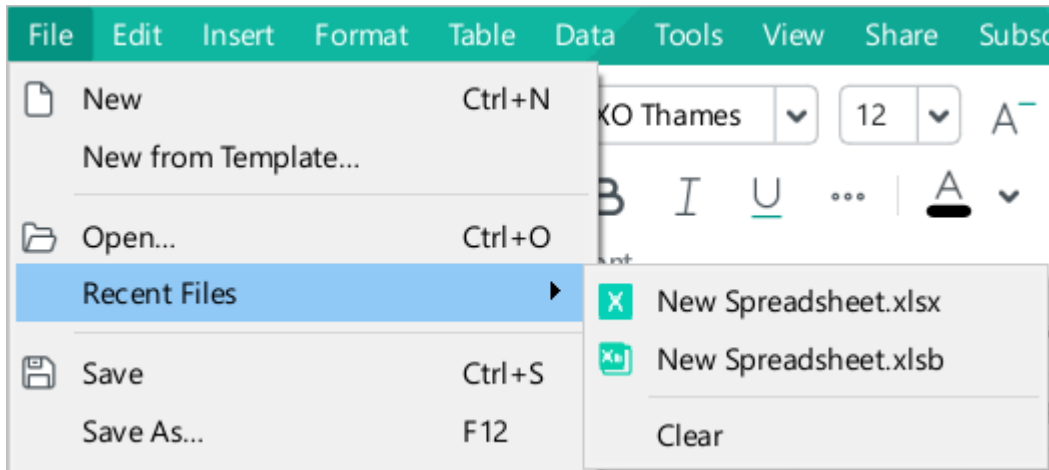 File Edit Insert Format Table Data Tools View Share
New Ctrl+N
XO Thames 12 A
New from Template...
B I U A
Open... Ctrl+O
Recent Files
New Spreadsheet.xlsx
New Spreadsheet.xlsb
Save Ctrl+S
Save As... F12
Clear